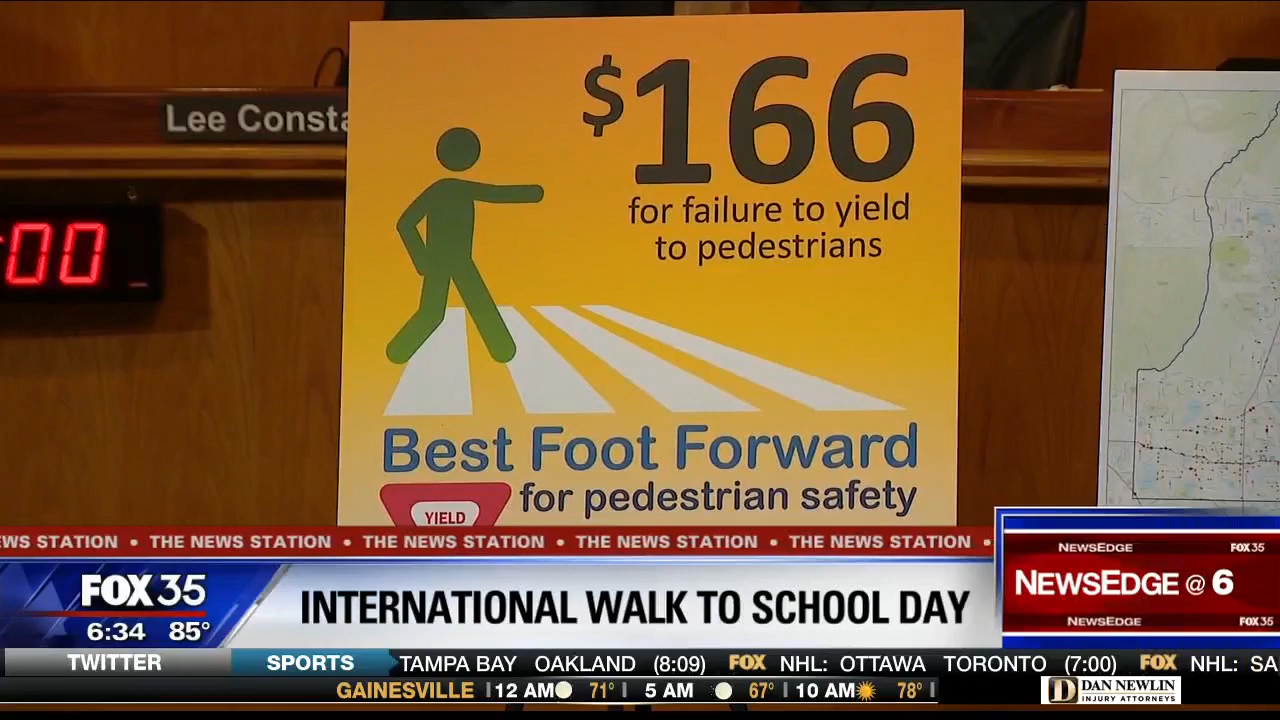 $166
for failure to yield
to pedestrians
Lee Consta
00
Best Foot Forward
for pedestrian safety
YIELD
EWS STATION • THE NEWS STATION • THE NEWS STATION • THE NEWS STATION • THE NEWS STATION •
NEWSEDGE FOX 35
NEWSEDGE @ 6
NEWSEDGE FOX 35
FOX 35
6:34 85°
INTERNATIONAL WALK TO SCHOOL DAY
TWITTER SPORTS TAMPA BAY OAKLAND (8:09) FOX NHL: OTTAWA TORONTO (7:00) FOX NHL: SA
GAINESVILLE 12 AM 71° 5 AM 67° 10 AM 78°
D DAN NEWLIN
INJURY ATTORNEYS